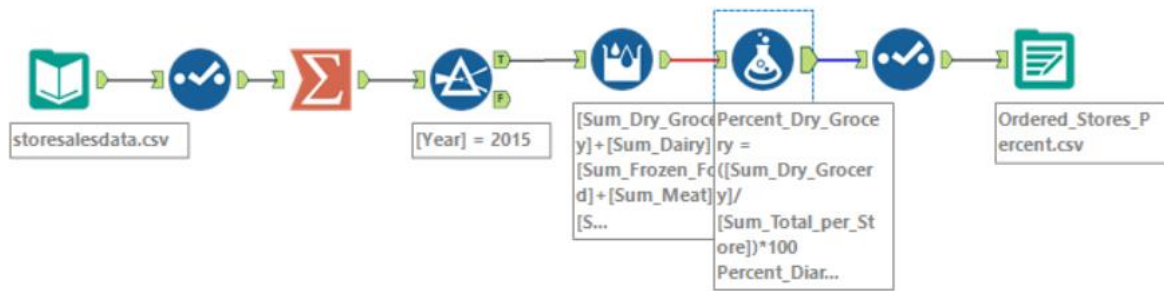 T
F
storesalesdata.csv
[Year] = 2015
[Sum_Dry_Groce
y]+[Sum_Dairy]
[Sum_Frozen_Fo
d]+[Sum_Meat]
[S...
Percent_Dry_Groce
ry =
([Sum_Dry_Grocer
y]/
[Sum_Total_per_St
ore])*100
Percent_Diar...
Ordered_Stores_P
ercent.csv